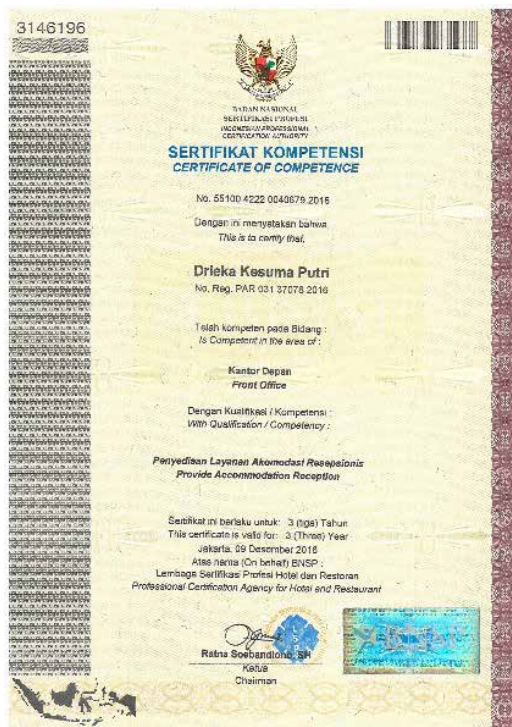 3146196
BADAN NASIONAL
SERTIFIKASI PROFESI
INDONESIAN PROFESSIONAL
CERTIFICATION AUTHORITY
SERTIFIKAT KOMPETENSI
CERTIFICATE OF COMPETENCE
No. 55100 4222 0040679 2016
Dengan ini menyatakan bahwa
This is to certify that,
Drieka Kesuma Putri
No. Reg. PAR 031 37078 2016
Telah kompeten pada Bidang :
Is Competent in the area of :
Kantor Depan
Front Office
Dengan Kualifikasi / Kompetensi :
With Qualification / Competency :
Penyediaan Layanan Akomodasi Resepsionis
Provide Accommodation Reception
Sertifikat ini berlaku untuk: 3 (tiga) Tahun
This certificate is valid for: 3 (Three) Year
Jakarta, 09 Desember 2016
Atas nama (On behalf) BNSP :
Lembaga Sertifikasi Profesi Hotel dan Restoran
Professional Certification Agency for Hotel and Restaurant
Ratna Soebandiono, SH
Ketua
Chairman